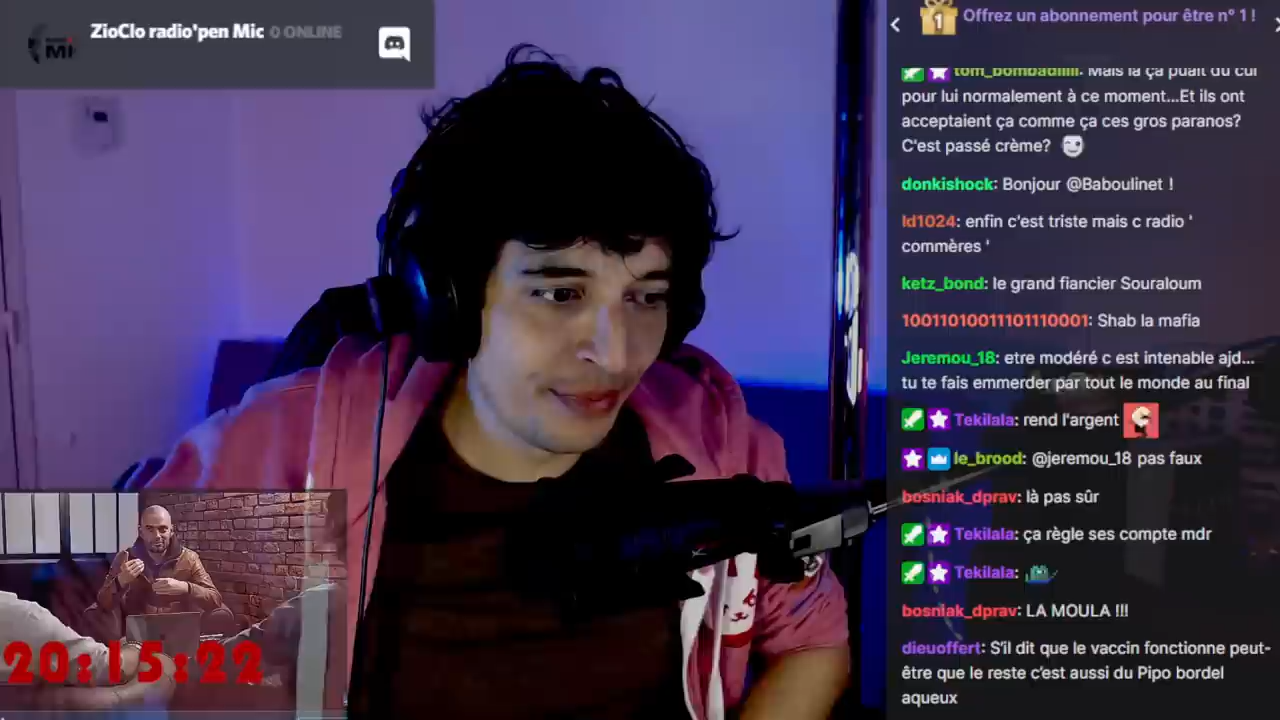 ZioClo radio'pen Mic 0 ONLINE
MI
1 Offrez un abonnement pour être n° 1 !
tom_bombadilll: Mais là ça puait du cul
pour lui normalement à ce moment...Et ils ont
acceptaient ça comme ça ces gros paranos?
C'est passé crème?
donkishock: Bonjour @Baboulinet !
ld1024: enfin c'est triste mais c radio '
commères '
ketz_bond: le grand fiancier Souraloum
10011010011101110001: Shab la mafia
Jeremou_18: etre modéré c est intenable ajd...
tu te fais emmerder par tout le monde au final
Tekilala: rend l'argent
le_brood: @jeremou_18 pas faux
bosniak_dprav: là pas sûr
Tekilala: ça règle ses compte mdr
Tekilala:
bosniak_dprav: LA MOULA !!!
dieuoffert: S'il dit que le vaccin fonctionne peut-
être que le reste c'est aussi du Pipo bordel
aqueux
20:15:22